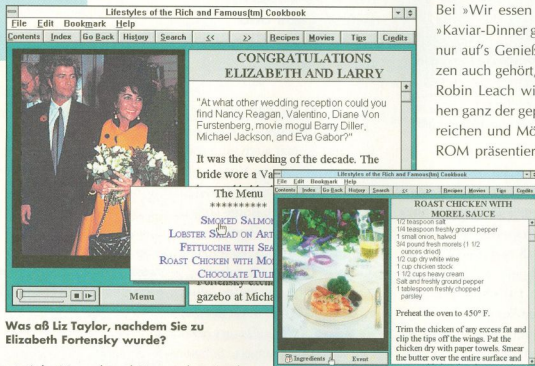 Lifestyles of the Rich and Famous[tm] Cookbook
File Edit Bookmark Help
Contents Index Go Back History Search << >> Recipes Movies Tips Credits
CONGRATULATIONS
ELIZABETH AND LARRY
"At what other wedding reception could you
find Nancy Reagan, Valentino, Diane Von
Furstenberg, movie mogul Barry Diller,
Michael Jackson, and Eva Gabor?"
It was the wedding of the decade. The
bride wore a Va
The Menu
**********
SMOKED SALMO
LOBSTER SALAD ON ART
FETTUCCINE WITH SEA
ROAST CHICKEN WITH MO
CHOCOLATE TULI
Fortensky
gazebo at Micha
Menu
Was aß Liz Taylor, nachdem Sie zu
Elizabeth Fortensky wurde?
Bei »Wir essen
»Kaviar-Dinner g
nur auf's Genieß
zen auch gehört,
Robin Leach wi
hen ganz der gep
reichen und Mö
ROM präsentier
Lifestyles of the Rich and Famous[tm] Cookbook
File Edit Bookmark Help
Contents Index Go Back History Search << >> Recipes Movies Tips Credits
ROAST CHICKEN WITH
MOREL SAUCE
1/2 teaspoon salt
1/4 teaspoon freshly ground pepper
1 small onion, halved
3/4 pound fresh morels (1 1/2
ounces dried)
1/2 cup dry white wine
1 cup chicken stock
1 1/2 cups heavy cream
Salt and freshly ground pepper
1 tablespoon freshly chopped
parsley
Preheat the oven to 450° F.
Trim the chicken of any excess fat and
clip the tips off the wings. Pat the
chicken dry with paper towels. Smear
the butter over the entire surface and
Ingredients Event